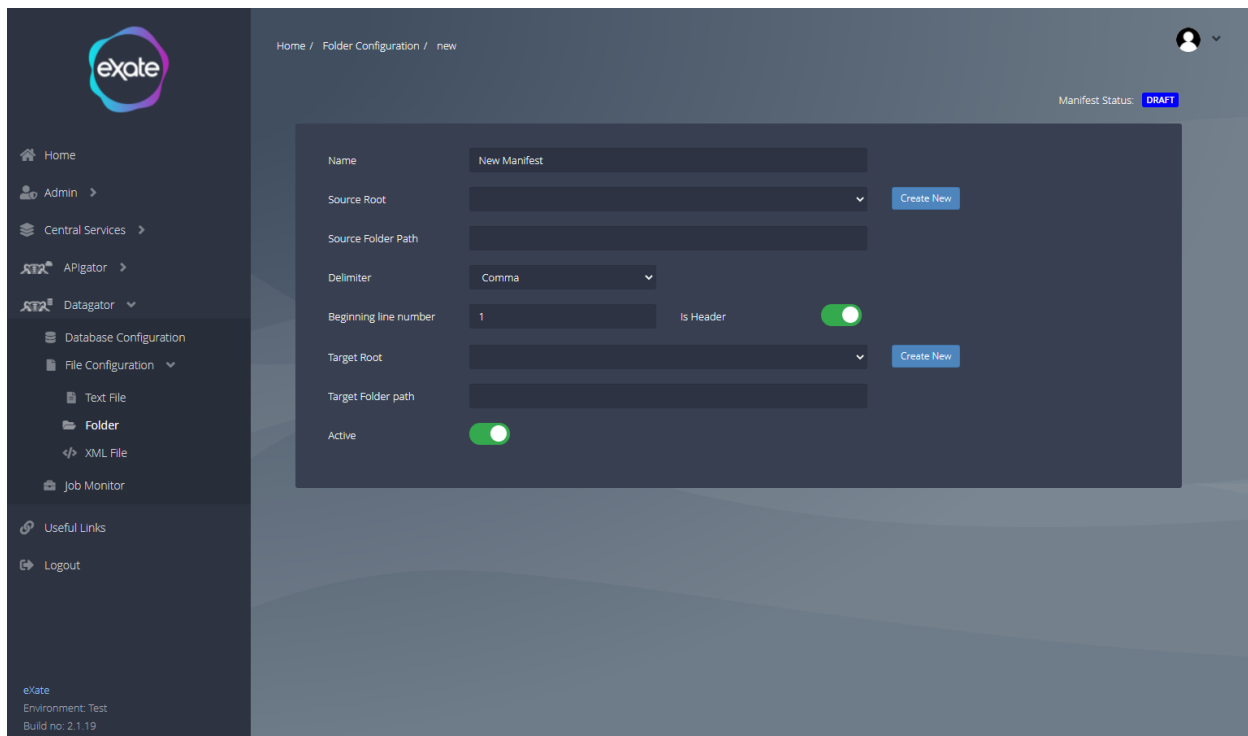 eXate
Home / Folder Configuration / new
Manifest Status: DRAFT
Home
Admin
Central Services
APIgator
Datagator
Database Configuration
File Configuration
Text File
Folder
XML File
Job Monitor
Useful Links
Logout
eXate
Environment: Test
Build no: 2.1.19
Name New Manifest
Source Root Create New
Source Folder Path
Delimiter Comma
Beginning line number 1 Is Header
Target Root Create New
Target Folder path
Active